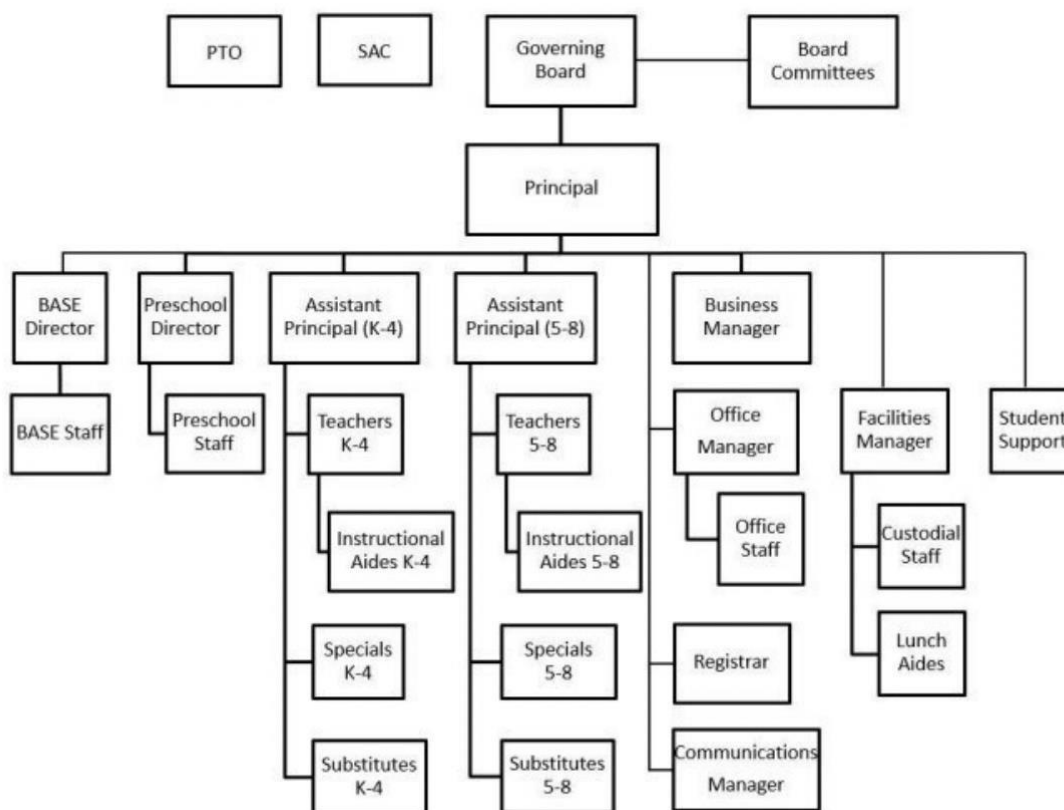 PTO
SAC
Governing
Board
Board
Committees
Principal
BASE
Director
Preschool
Director
Assistant
Principal (K-4)
Assistant
Principal (5-8)
Business
Manager
BASE Staff
Preschool
Staff
Teachers
K-4
Teachers
5-8
Office
Manager
Facilities
Manager
Student
Support
Instructional
Aides K-4
Instructional
Aides 5-8
Office
Staff
Custodial
Staff
Specials
K-4
Specials
5-8
Registrar
Lunch
Aides
Substitutes
K-4
Substitutes
5-8
Communications
Manager